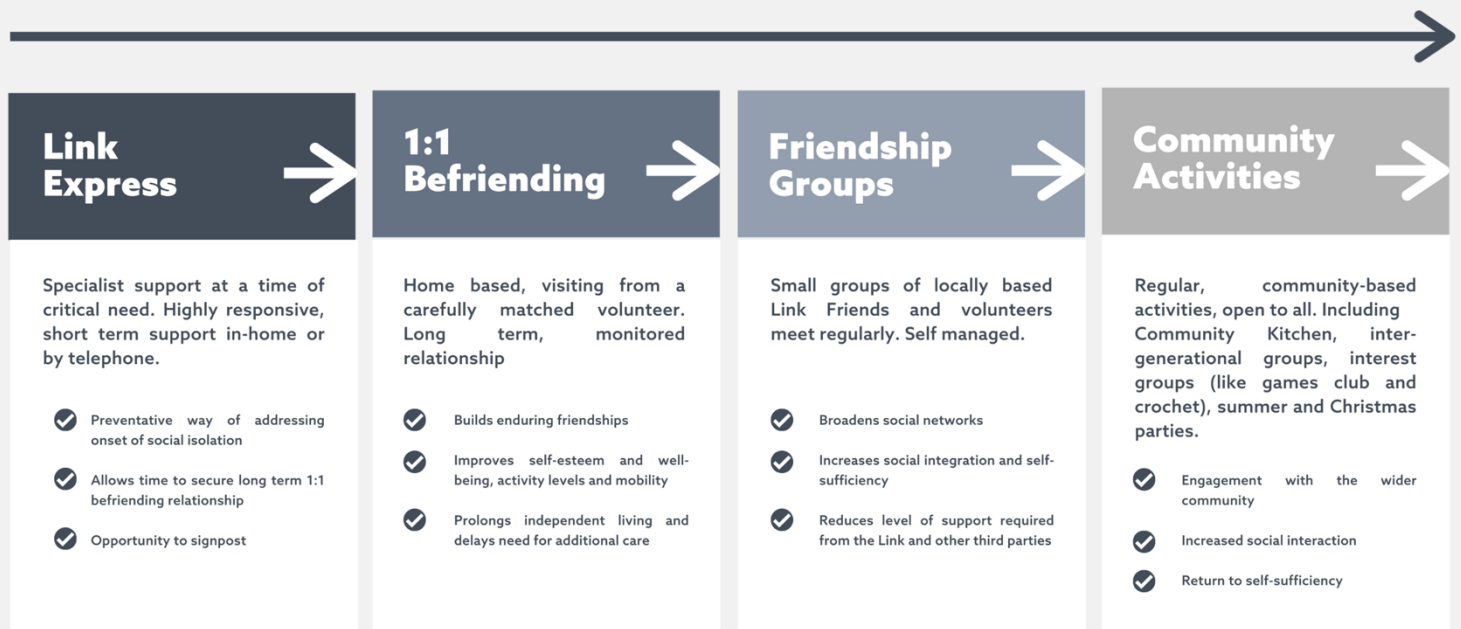 Link
Express
Specialist support at a time of
critical need. Highly responsive,
short term support in-home or
by telephone.
Preventative way of addressing
onset of social isolation
Allows time to secure long term 1:1
befriending relationship
Opportunity to signpost
1:1
Befriending
Home based, visiting from a
carefully matched volunteer.
Long term, monitored
relationship
Builds enduring friendships
Improves self-esteem and well-
being, activity levels and mobility
Prolongs independent living and
delays need for additional care
Friendship
Groups
Small groups of locally based
Link Friends and volunteers
meet regularly. Self managed.
Broadens social networks
Increases social integration and self-
sufficiency
Reduces level of support required
from the Link and other third parties
Community
Activities
Regular, community-based
activities, open to all. Including
Community Kitchen, inter-
generational groups, interest
groups (like games club and
crochet), summer and Christmas
parties.
Engagement with the wider
community
Increased social interaction
Return to self-sufficiency